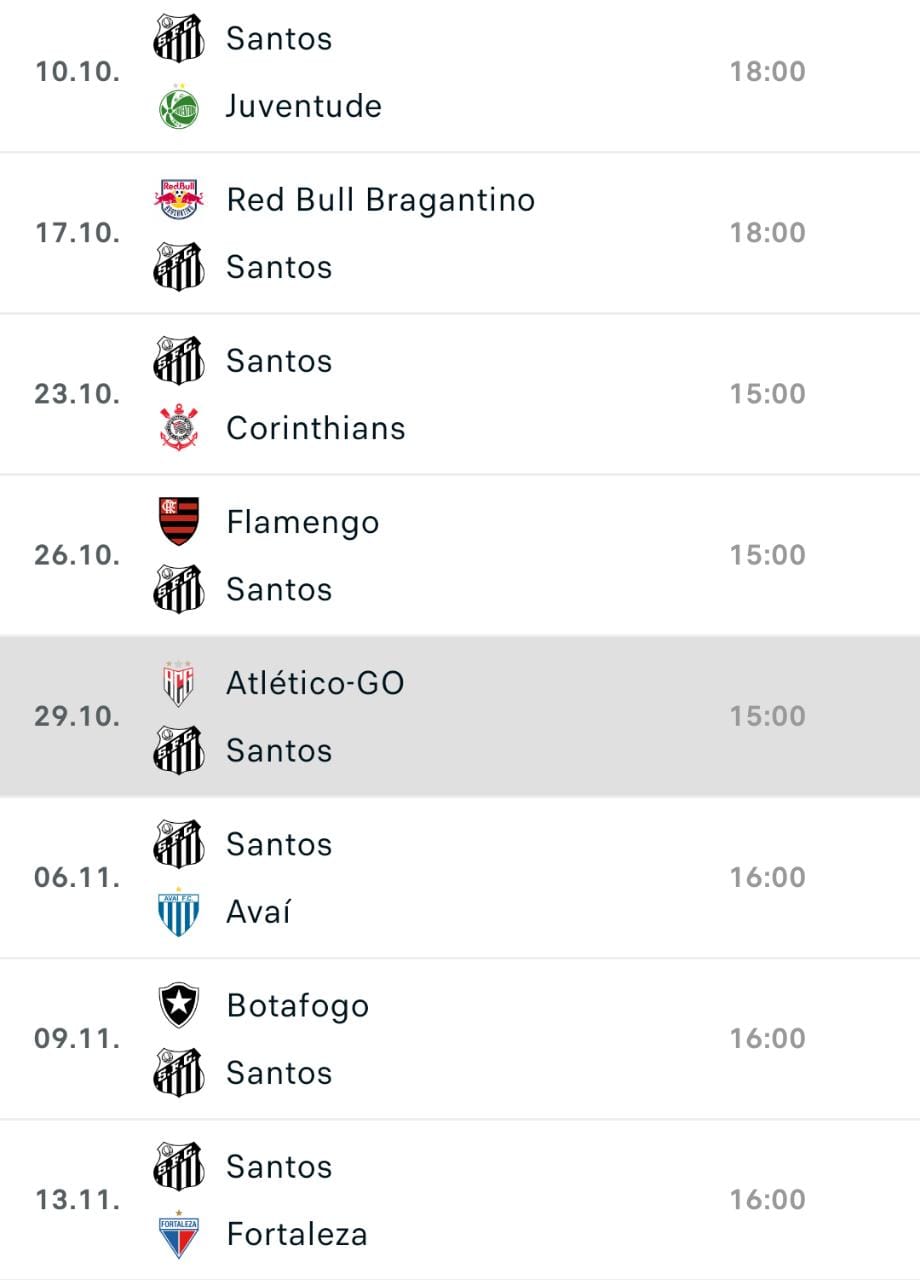 Santos
10.10. 18:00
Juventude
Red Bull Bragantino
17.10. 18:00
Santos
Santos
23.10. 15:00
Corinthians
Flamengo
26.10. 15:00
Santos
Atlético-GO
29.10. 15:00
Santos
Santos
06.11. 16:00
AVAÍ F.C.
Avaí
Botafogo
09.11. 16:00
Santos
Santos
13.11. 16:00
FORTALEZA
Fortaleza